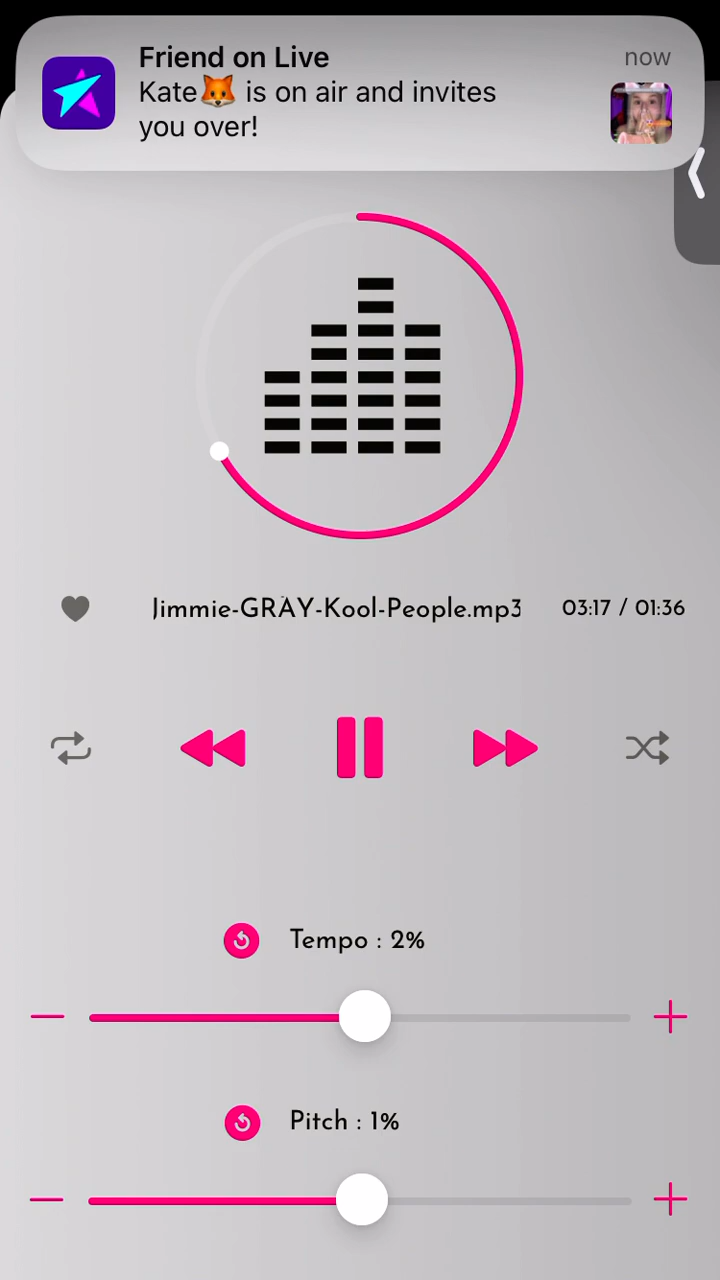 Friend on Live
now
Kate🦊 is on air and invites
you over!
Jimmie-GRAY-Kool-People.mp3
03:17 / 01:36
Tempo : 2%
Pitch : 1%